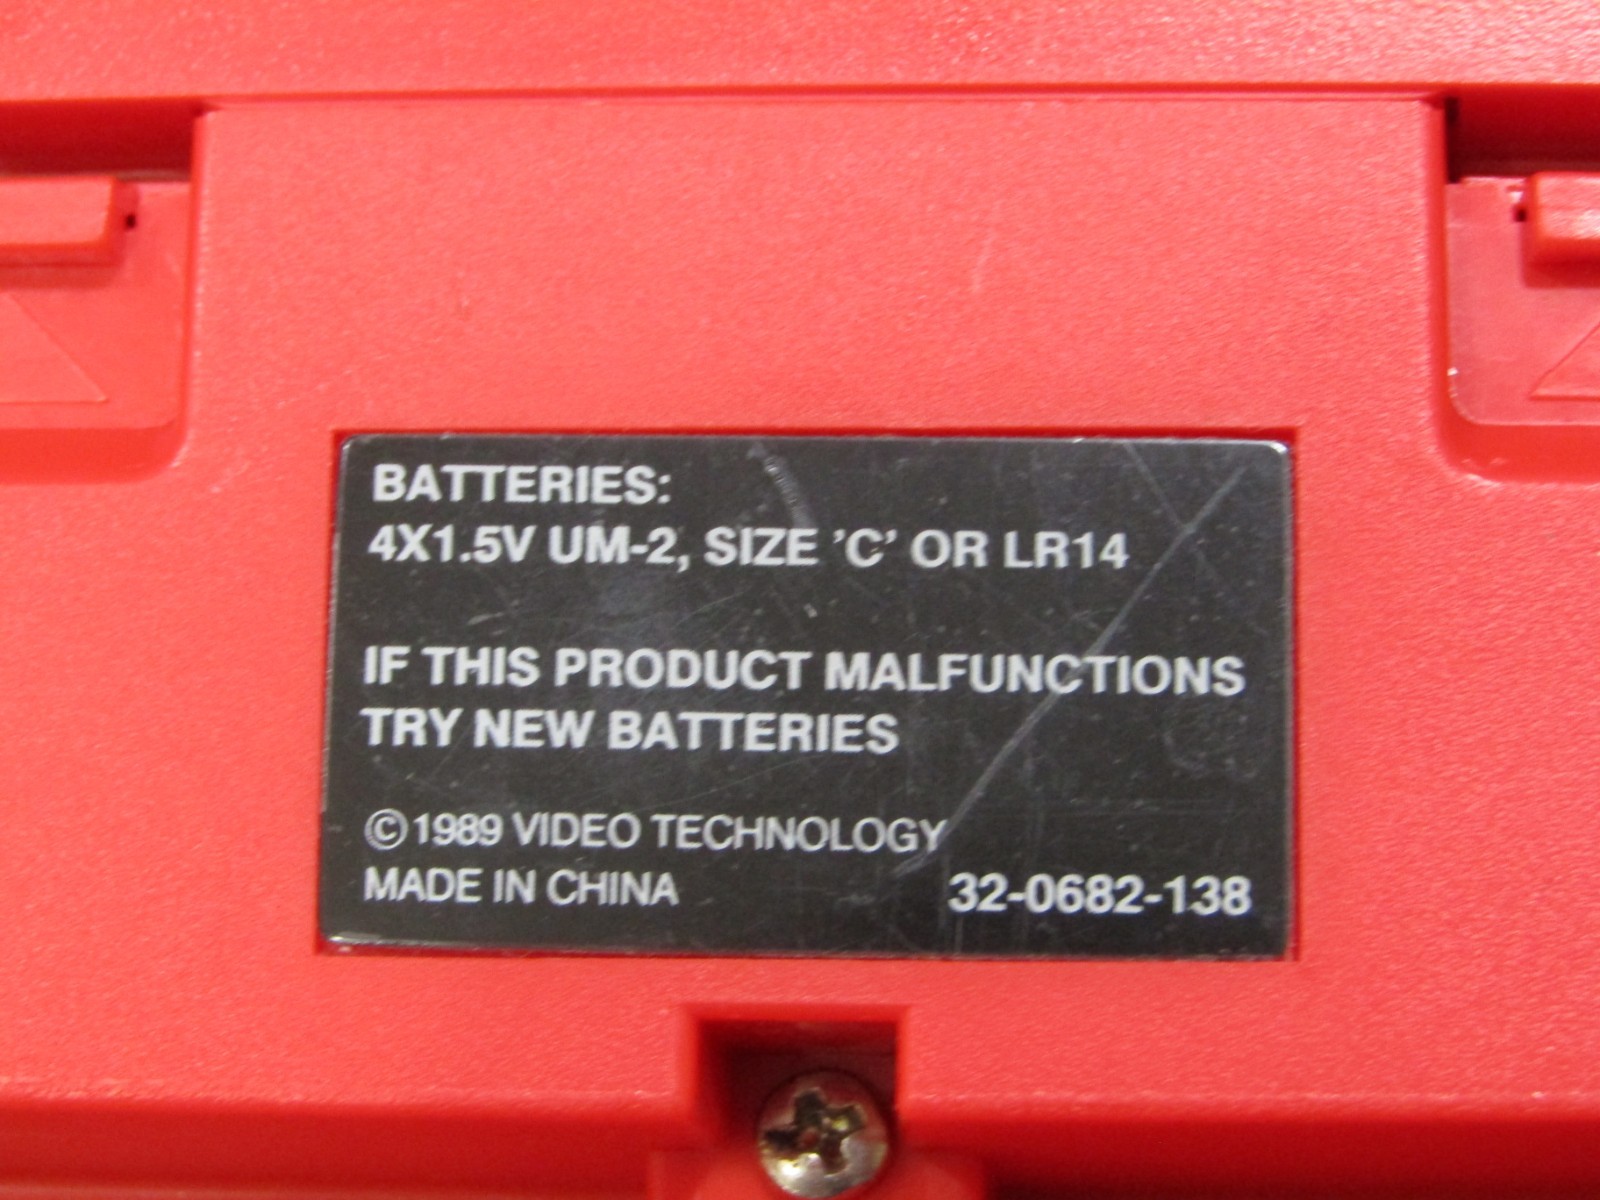 BATTERIES:
4X1.5V UM-2, SIZE 'C' OR LR14
IF THIS PRODUCT MALFUNCTIONS
TRY NEW BATTERIES
©1989 VIDEO TECHNOLOGY
MADE IN CHINA
32-0682-138